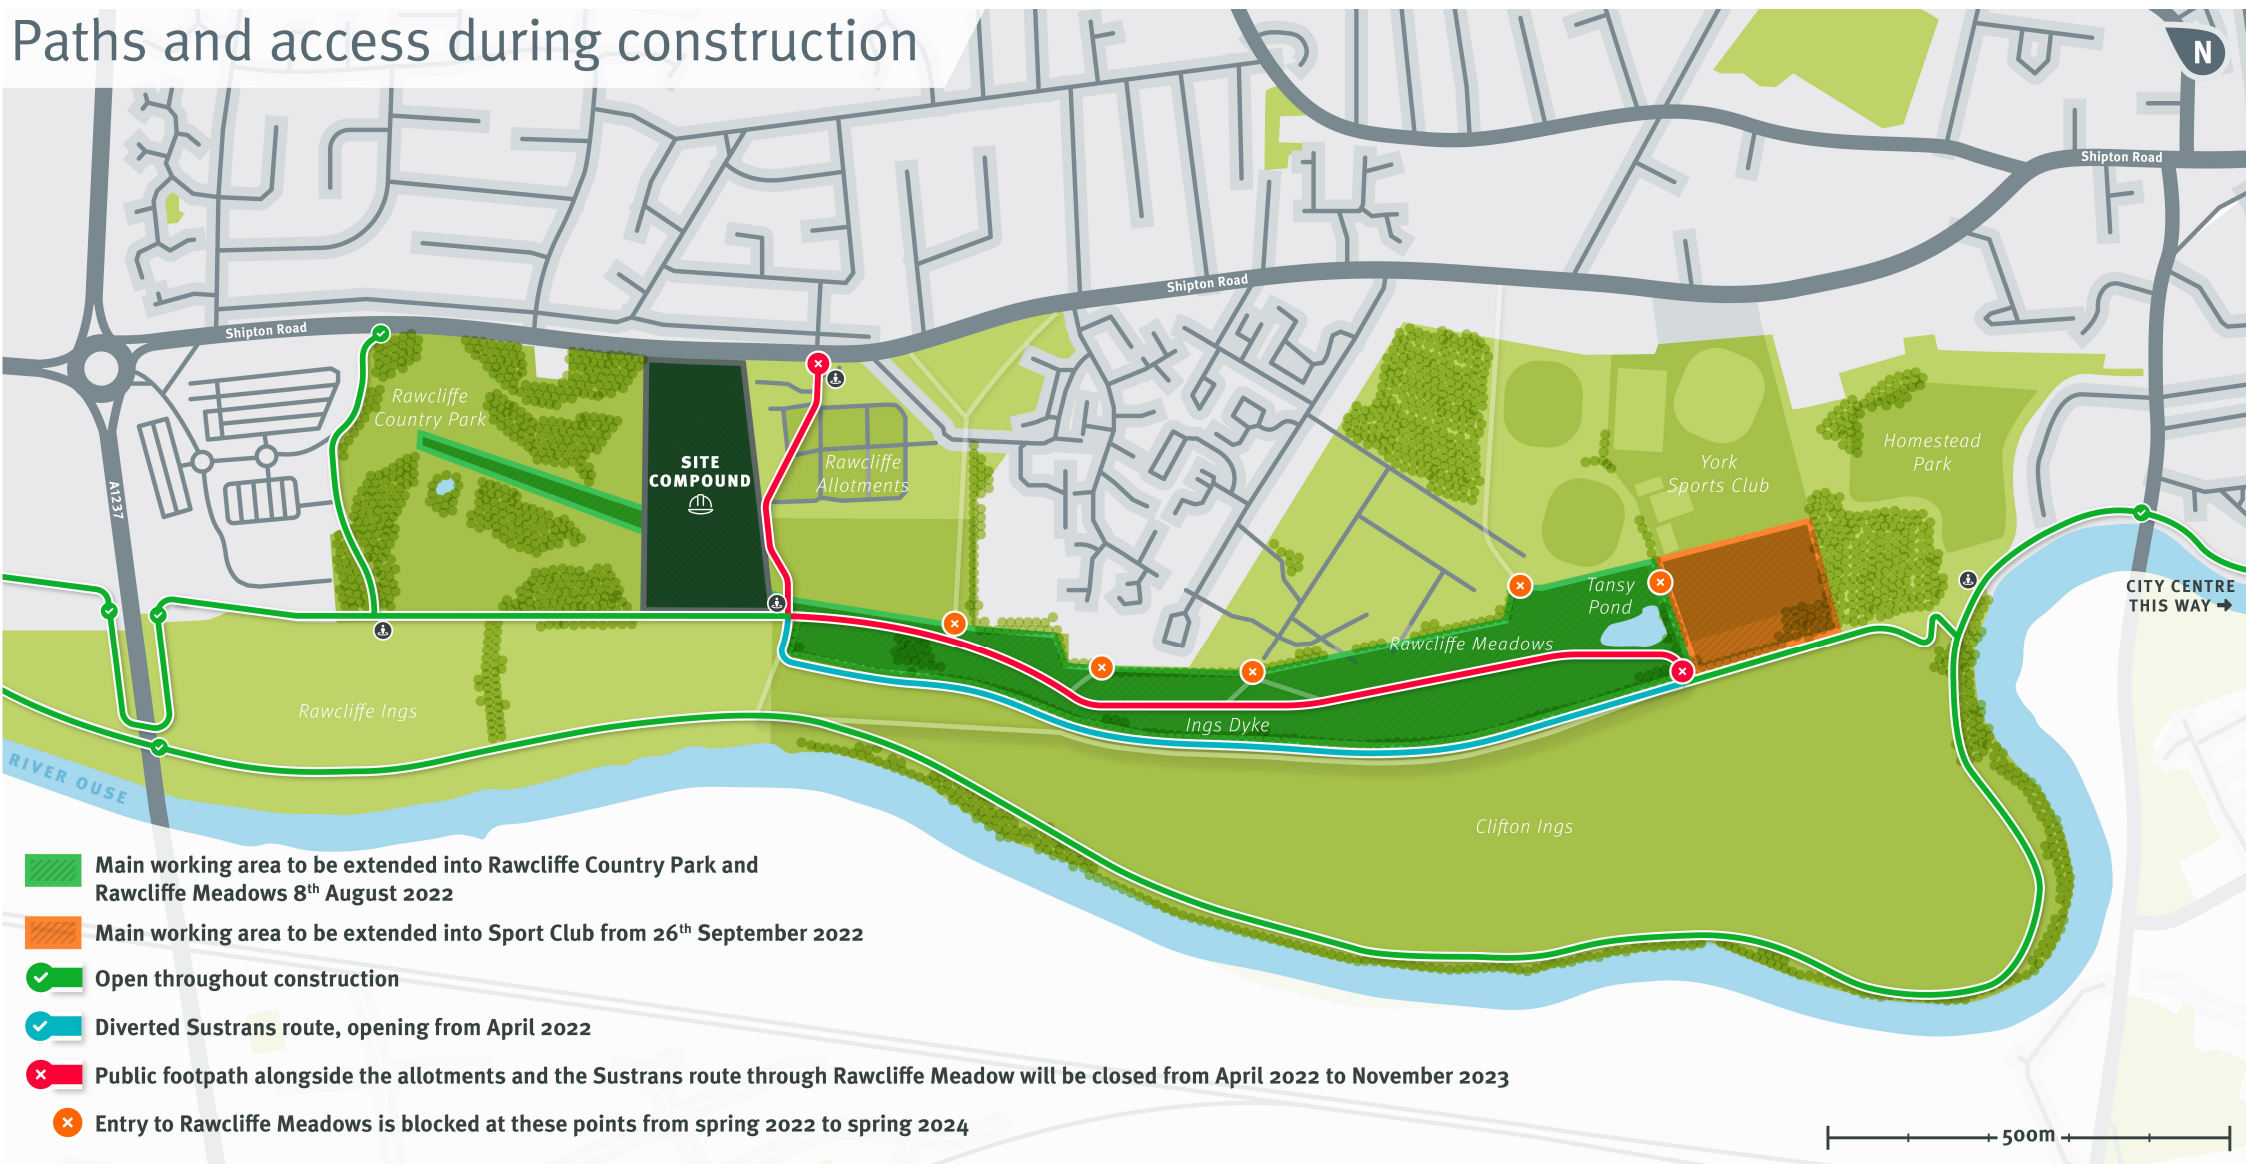 Paths and access during construction
N
Shipton Road
Shipton Road
Shipton Road
Rawcliffe
Country Park
SITE
COMPOUND
Rawcliffe
Allotments
York
Sports Club
Homestead
Park
A1237
Tansy
Pond
CITY CENTRE
THIS WAY
Rawcliffe Meadows
Rawcliffe Ings
Ings Dyke
RIVER OUSE
Clifton Ings
Main working area to be extended into Rawcliffe Country Park and
Rawcliffe Meadows 8th August 2022
Main working area to be extended into Sport Club from 26th September 2022
Open throughout construction
Diverted Sustrans route, opening from April 2022
Public footpath alongside the allotments and the Sustrans route through Rawcliffe Meadow will be closed from April 2022 to November 2023
Entry to Rawcliffe Meadows is blocked at these points from spring 2022 to spring 2024
500m